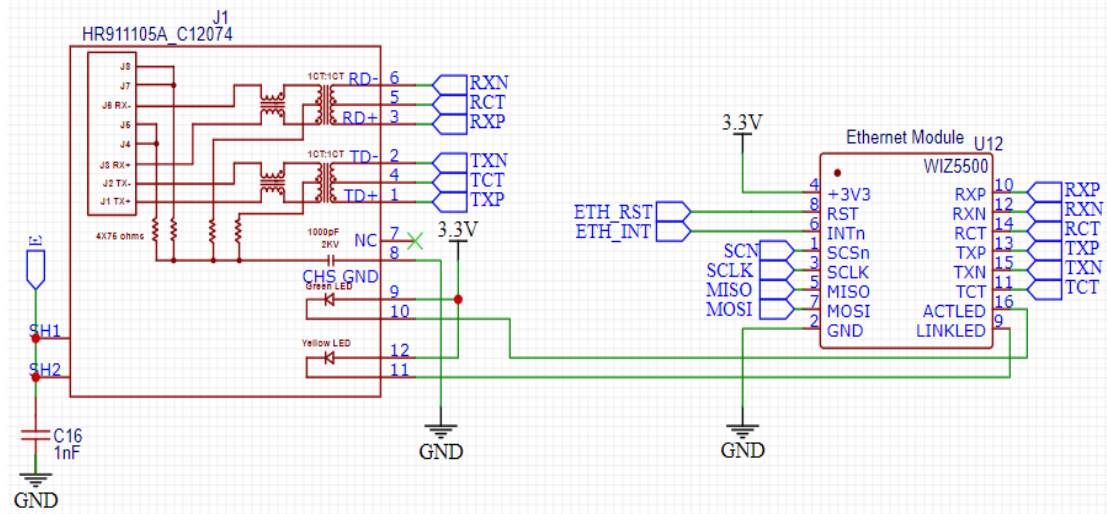 J1
HR911105A_C12074
J8
J7
J6 RX-
J5
J4
J3 RX+
J2 TX-
J1 TX+
4X75 ohms
1CT:1CT
RD- 6
5
RD+ 3
1CT:1CT
TD- 2
4
TD+ 1
1000pF
2KV
NC 7
8
CHS_GND
Green LED
9
10
Yellow LED
12
11
RXN
RCT
RXP
TXN
TCT
TXP
3.3V
E
SH1
SH2
C16
1nF
GND
GND
3.3V
Ethernet Module
U12
WIZ5500
ETH_RST
ETH_INT
SCN
SCLK
MISO
MOSI
4 +3V3
8 RST
6 INTn
1 SCSn
3 SCLK
5 MISO
7 MOSI
2 GND
RXP 10 RXP
RXN 12 RXN
RCT 14 RCT
TXP 13 TXP
TXN 15 TXN
TCT 11 TCT
ACTLED 16
LINKLED 9
GND